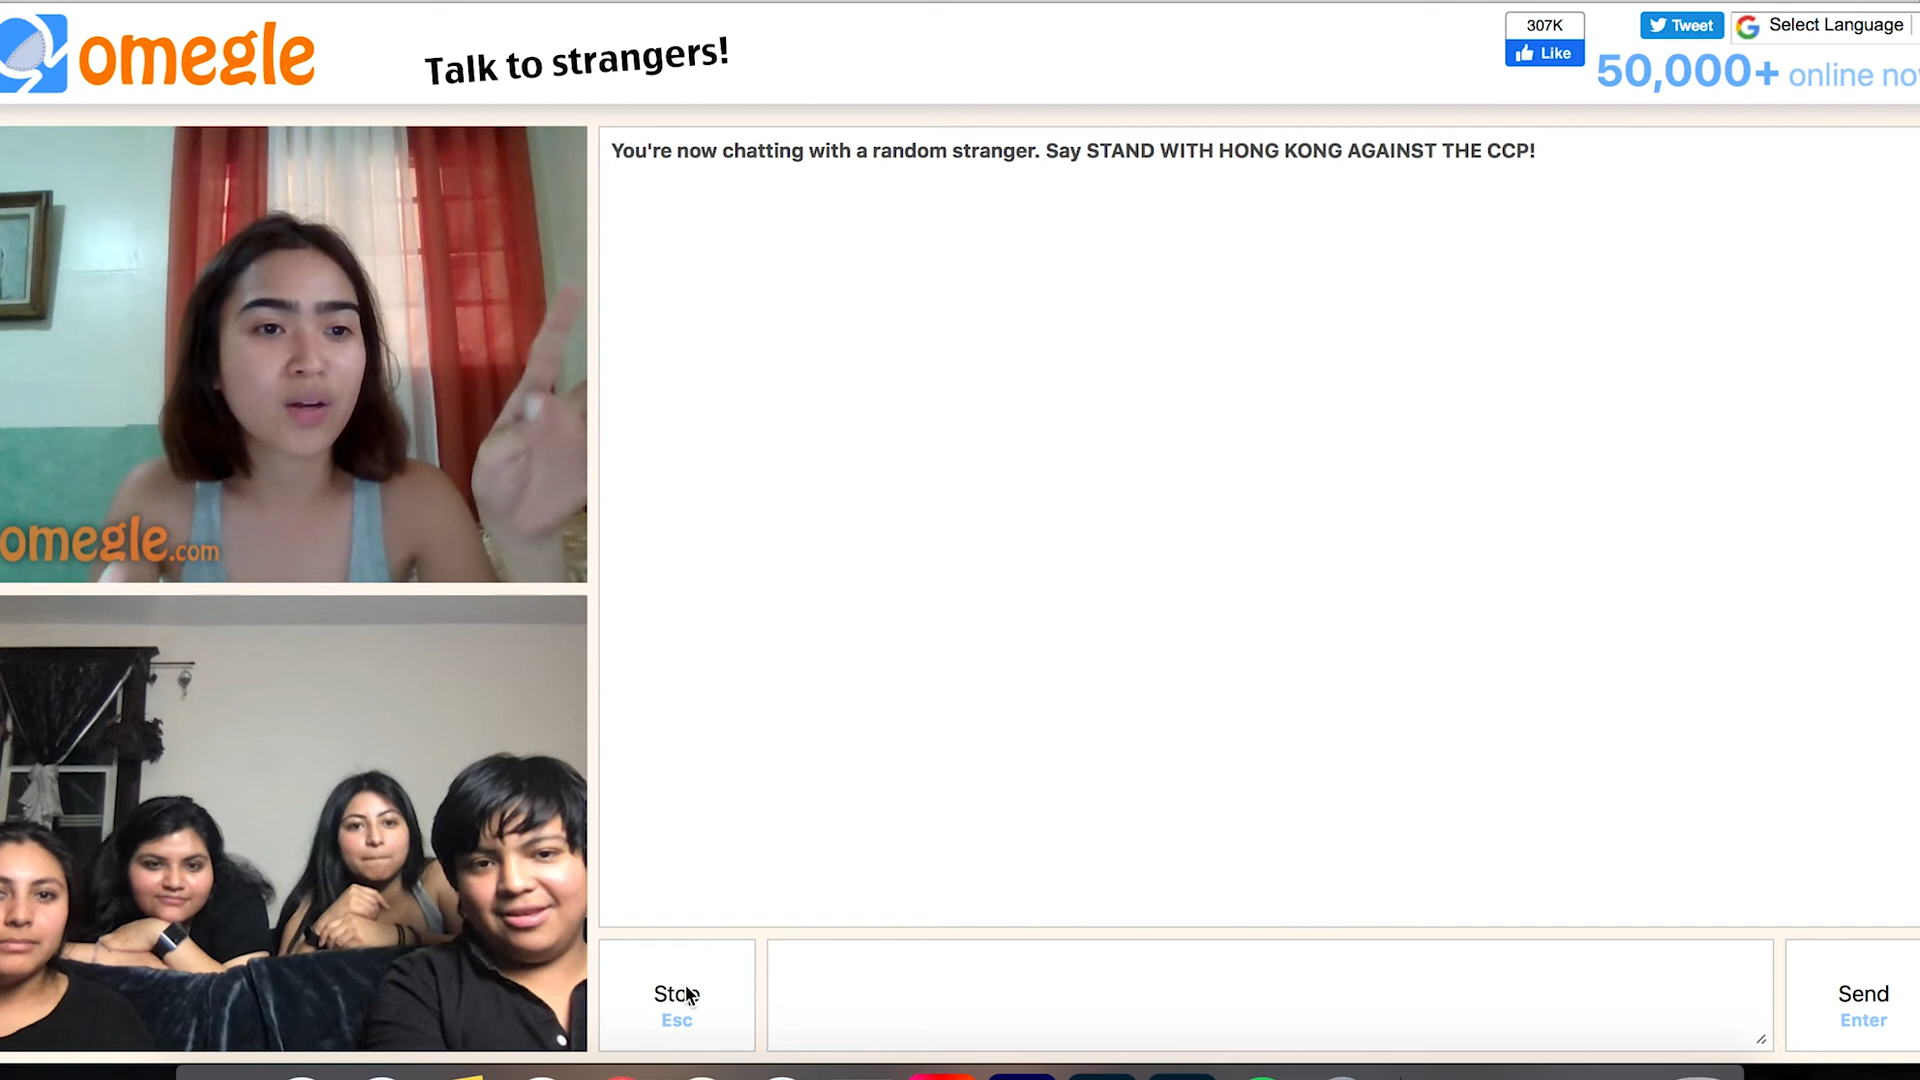 omegle
Talk to strangers!
307K
Like
Tweet
Select Language
50,000+ online no
You're now chatting with a random stranger. Say STAND WITH HONG KONG AGAINST THE CCP!
omegle.com
Stop
Esc
Send
Enter